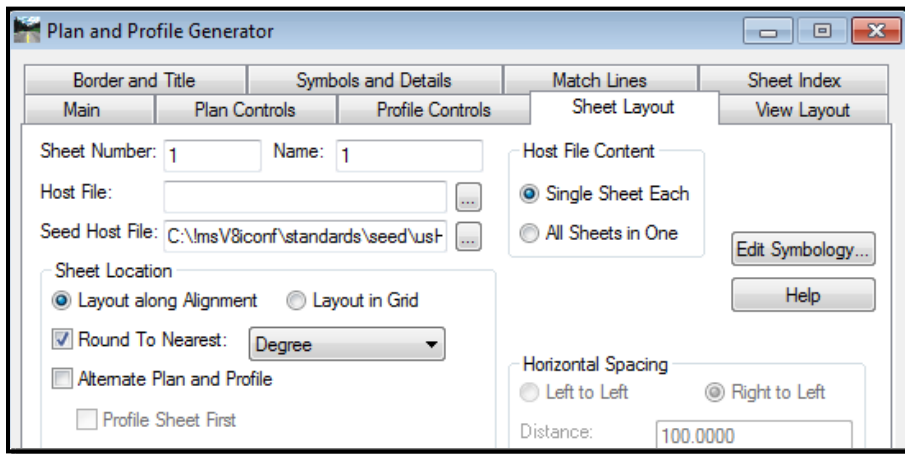 Plan and Profile Generator
Border and Title Symbols and Details Match Lines Sheet Index
Main Plan Controls Profile Controls Sheet Layout View Layout
Sheet Number: 1 Name: 1
Host File: ...
Seed Host File: C:\!msV8iconf\standards\seed\usH ...
Host File Content
Single Sheet Each
All Sheets in One
Edit Symbology...
Help
Sheet Location
Layout along Alignment Layout in Grid
Round To Nearest: Degree
Alternate Plan and Profile
Profile Sheet First
Horizontal Spacing
Left to Left Right to Left
Distance: 100.0000